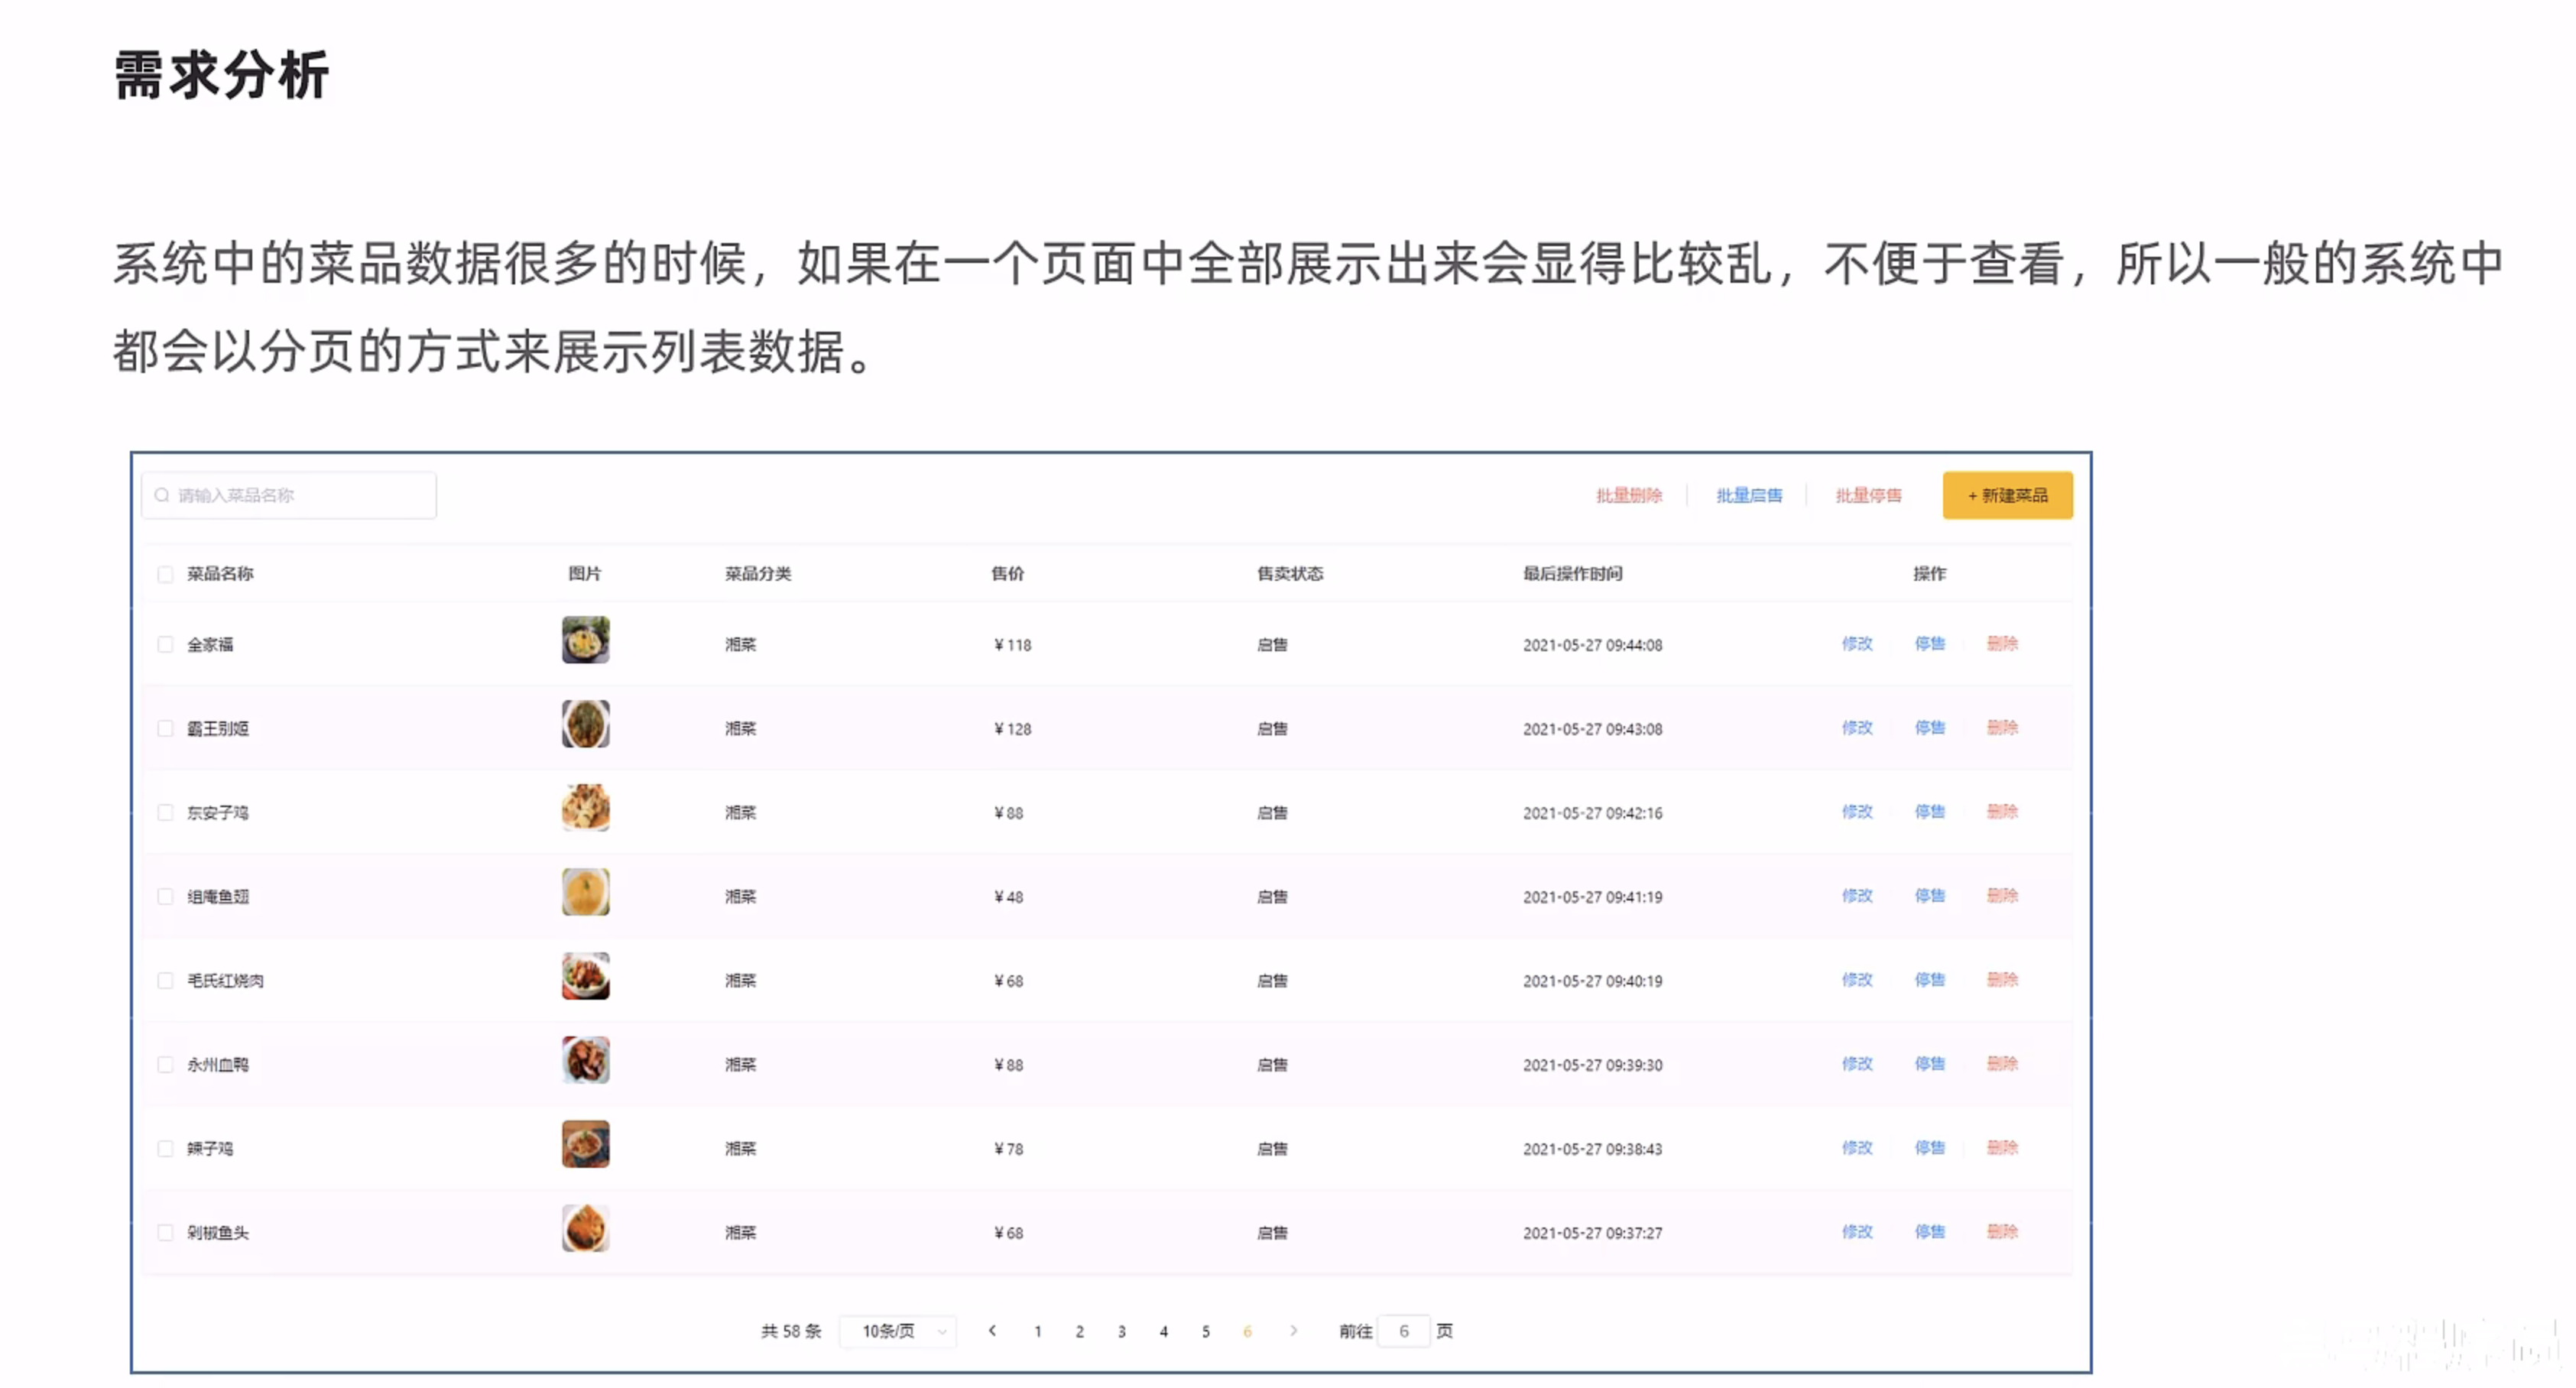 需求分析
系统中的菜品数据很多的时候，如果在一个页面中全部展示出来会显得比较乱，不便于查看，所以一般的系统中
都会以分页的方式来展示列表数据。
请输入菜品名称 批量删除 批量启售 批量停售 + 新建菜品
菜品名称 图片 菜品分类 售价 售卖状态 最后操作时间 操作
全家福 湘菜 ¥118 启售 2021-05-27 09:44:08 修改 停售 删除
霸王别姬 湘菜 ¥128 启售 2021-05-27 09:43:08 修改 停售 删除
东安子鸡 湘菜 ¥88 启售 2021-05-27 09:42:16 修改 停售 删除
组庵鱼翅 湘菜 ¥48 启售 2021-05-27 09:41:19 修改 停售 删除
毛氏红烧肉 湘菜 ¥68 启售 2021-05-27 09:40:19 修改 停售 删除
永州血鸭 湘菜 ¥88 启售 2021-05-27 09:39:30 修改 停售 删除
辣子鸡 湘菜 ¥78 启售 2021-05-27 09:38:43 修改 停售 删除
剁椒鱼头 湘菜 ¥68 启售 2021-05-27 09:37:27 修改 停售 删除
共 58 条 10条/页 < 1 2 3 4 5 6 > 前往 6 页